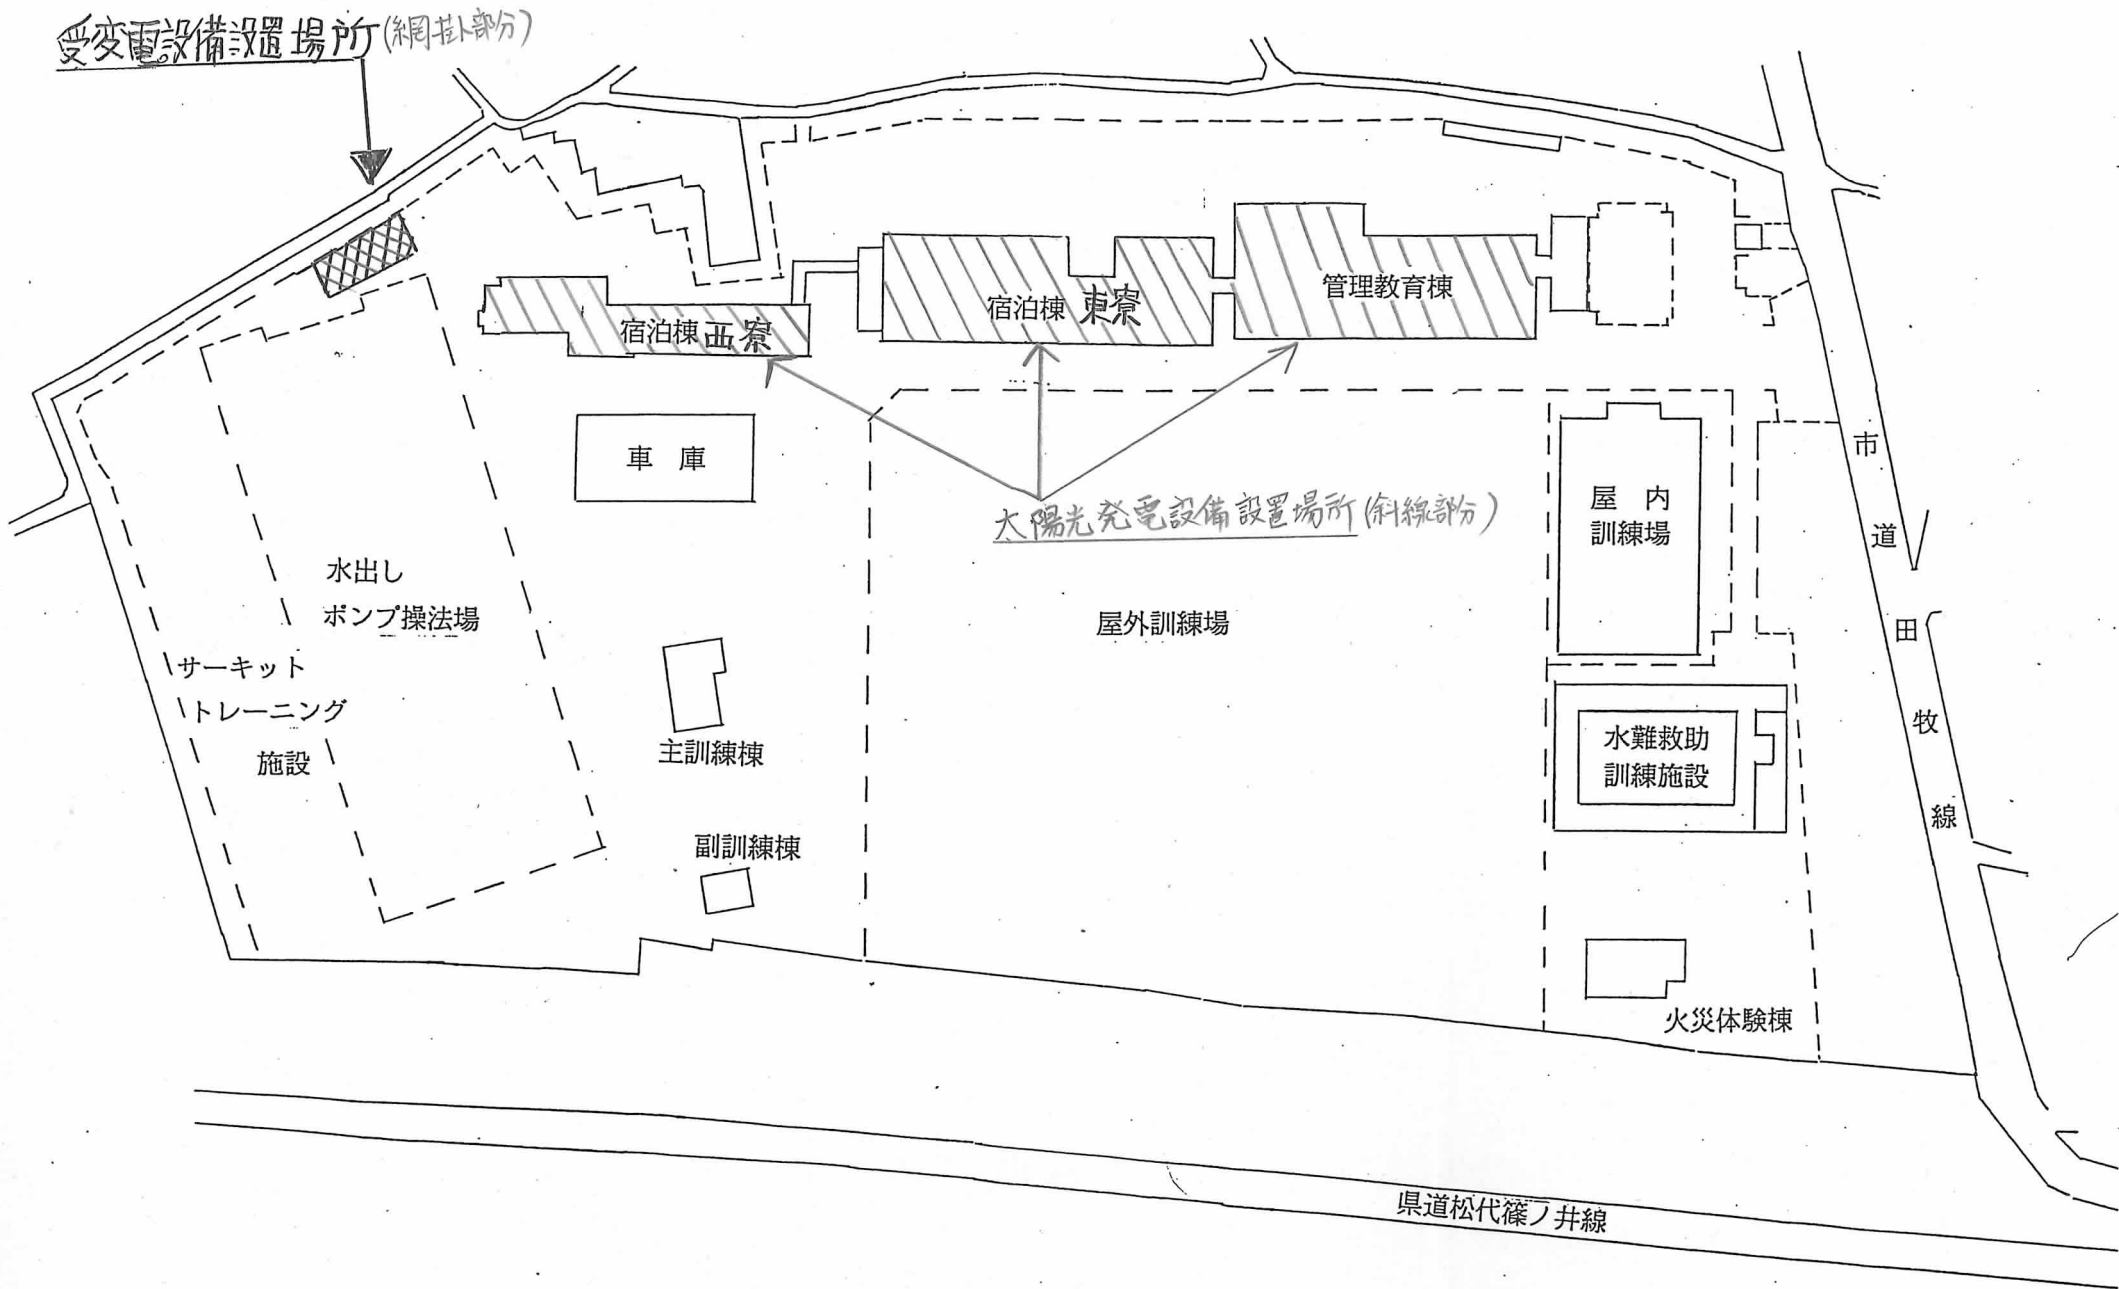 受変電設備設置場所(網掛部分)
管理教育棟
宿泊棟 東寮
宿泊棟 西寮
車 庫
太陽光発電設備設置場所(斜線部分)
屋 内
訓練場
市道田牧線
水出し
ポンプ操法場
屋外訓練場
サーキット
トレーニング
施設
主訓練棟
水難救助
訓練施設
副訓練棟
火災体験棟
県道松代篠ノ井線